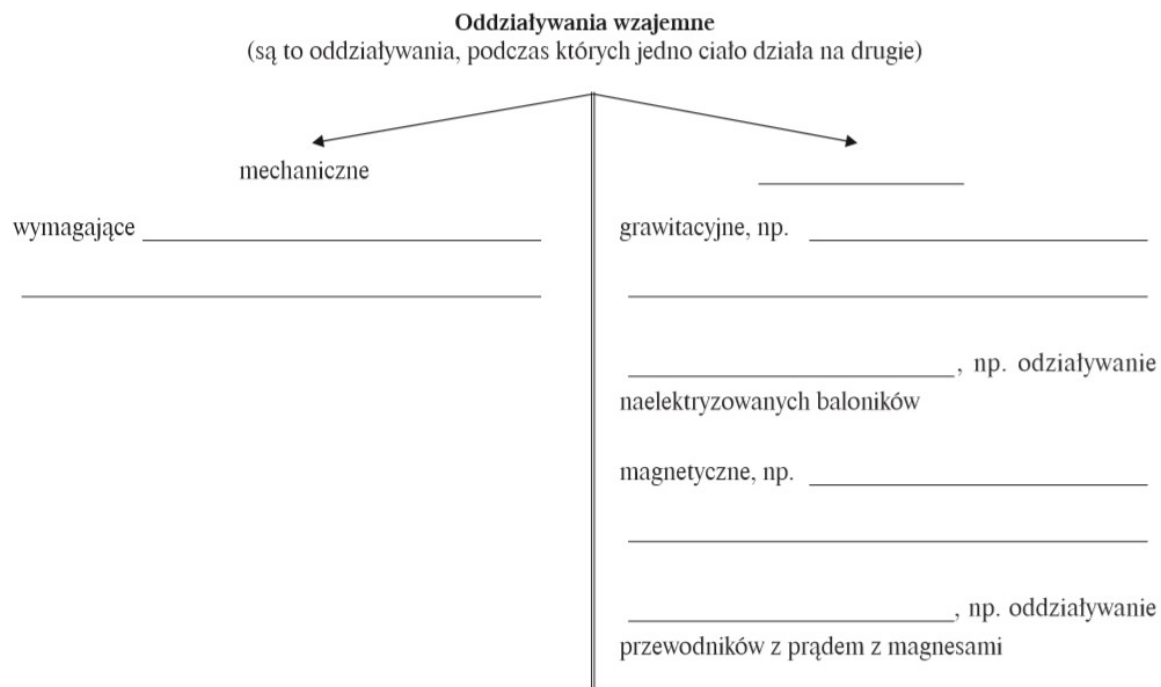 Oddziaływania wzajemne
(są to oddziaływania, podczas których jedno ciało działa na drugie)
mechaniczne
wymagające
grawitacyjne, np.
, np. odziaływanie
naelektryzowanych baloników
magnetyczne, np.
, np. oddziaływanie
przewodników z prądem z magnesami